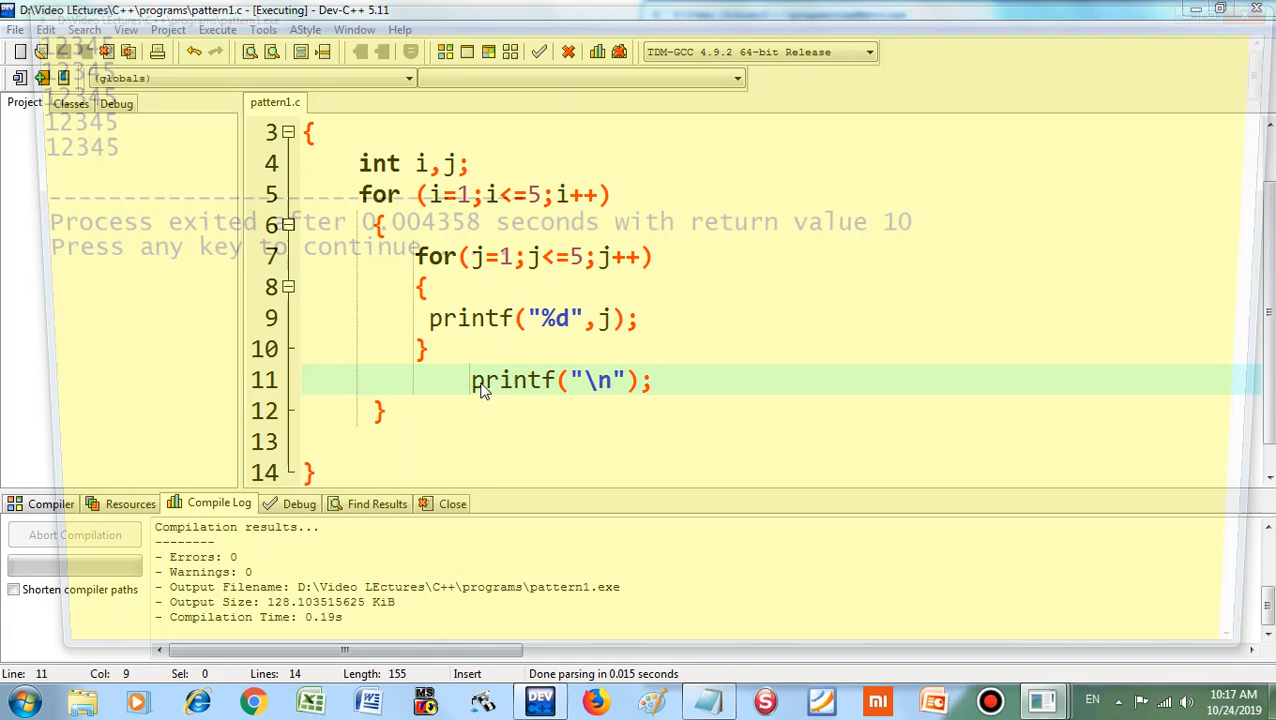 D:\Video LEctures\C++\programs\pattern1.c - [Executing] - Dev-C++ 5.11
File Edit Search View Project Execute Tools AStyle Window Help
TDM-GCC 4.9.2 64-bit Release
(globals)
Project Classes Debug
pattern1.c
12345
12345
12345
12345
12345
--------------------------------
Process exited after 0.004358 seconds with return value 10
Press any key to continue
3 {
4 int i,j;
5 for (i=1;i<=5;i++)
6 {
7 for(j=1;j<=5;j++)
8 {
9 printf("%d",j);
10 }
11 printf("\n");
12 }
13
14 }
Compiler Resources Compile Log Debug Find Results Close
Abort Compilation
Shorten compiler paths
Compilation results...
--------
- Errors: 0
- Warnings: 0
- Output Filename: D:\Video LEctures\C++\programs\pattern1.exe
- Output Size: 128.103515625 KiB
- Compilation Time: 0.19s
Line: 11 Col: 9 Sel: 0 Lines: 14 Length: 155 Insert Done parsing in 0.015 seconds
EN
10:17 AM
10/24/2019